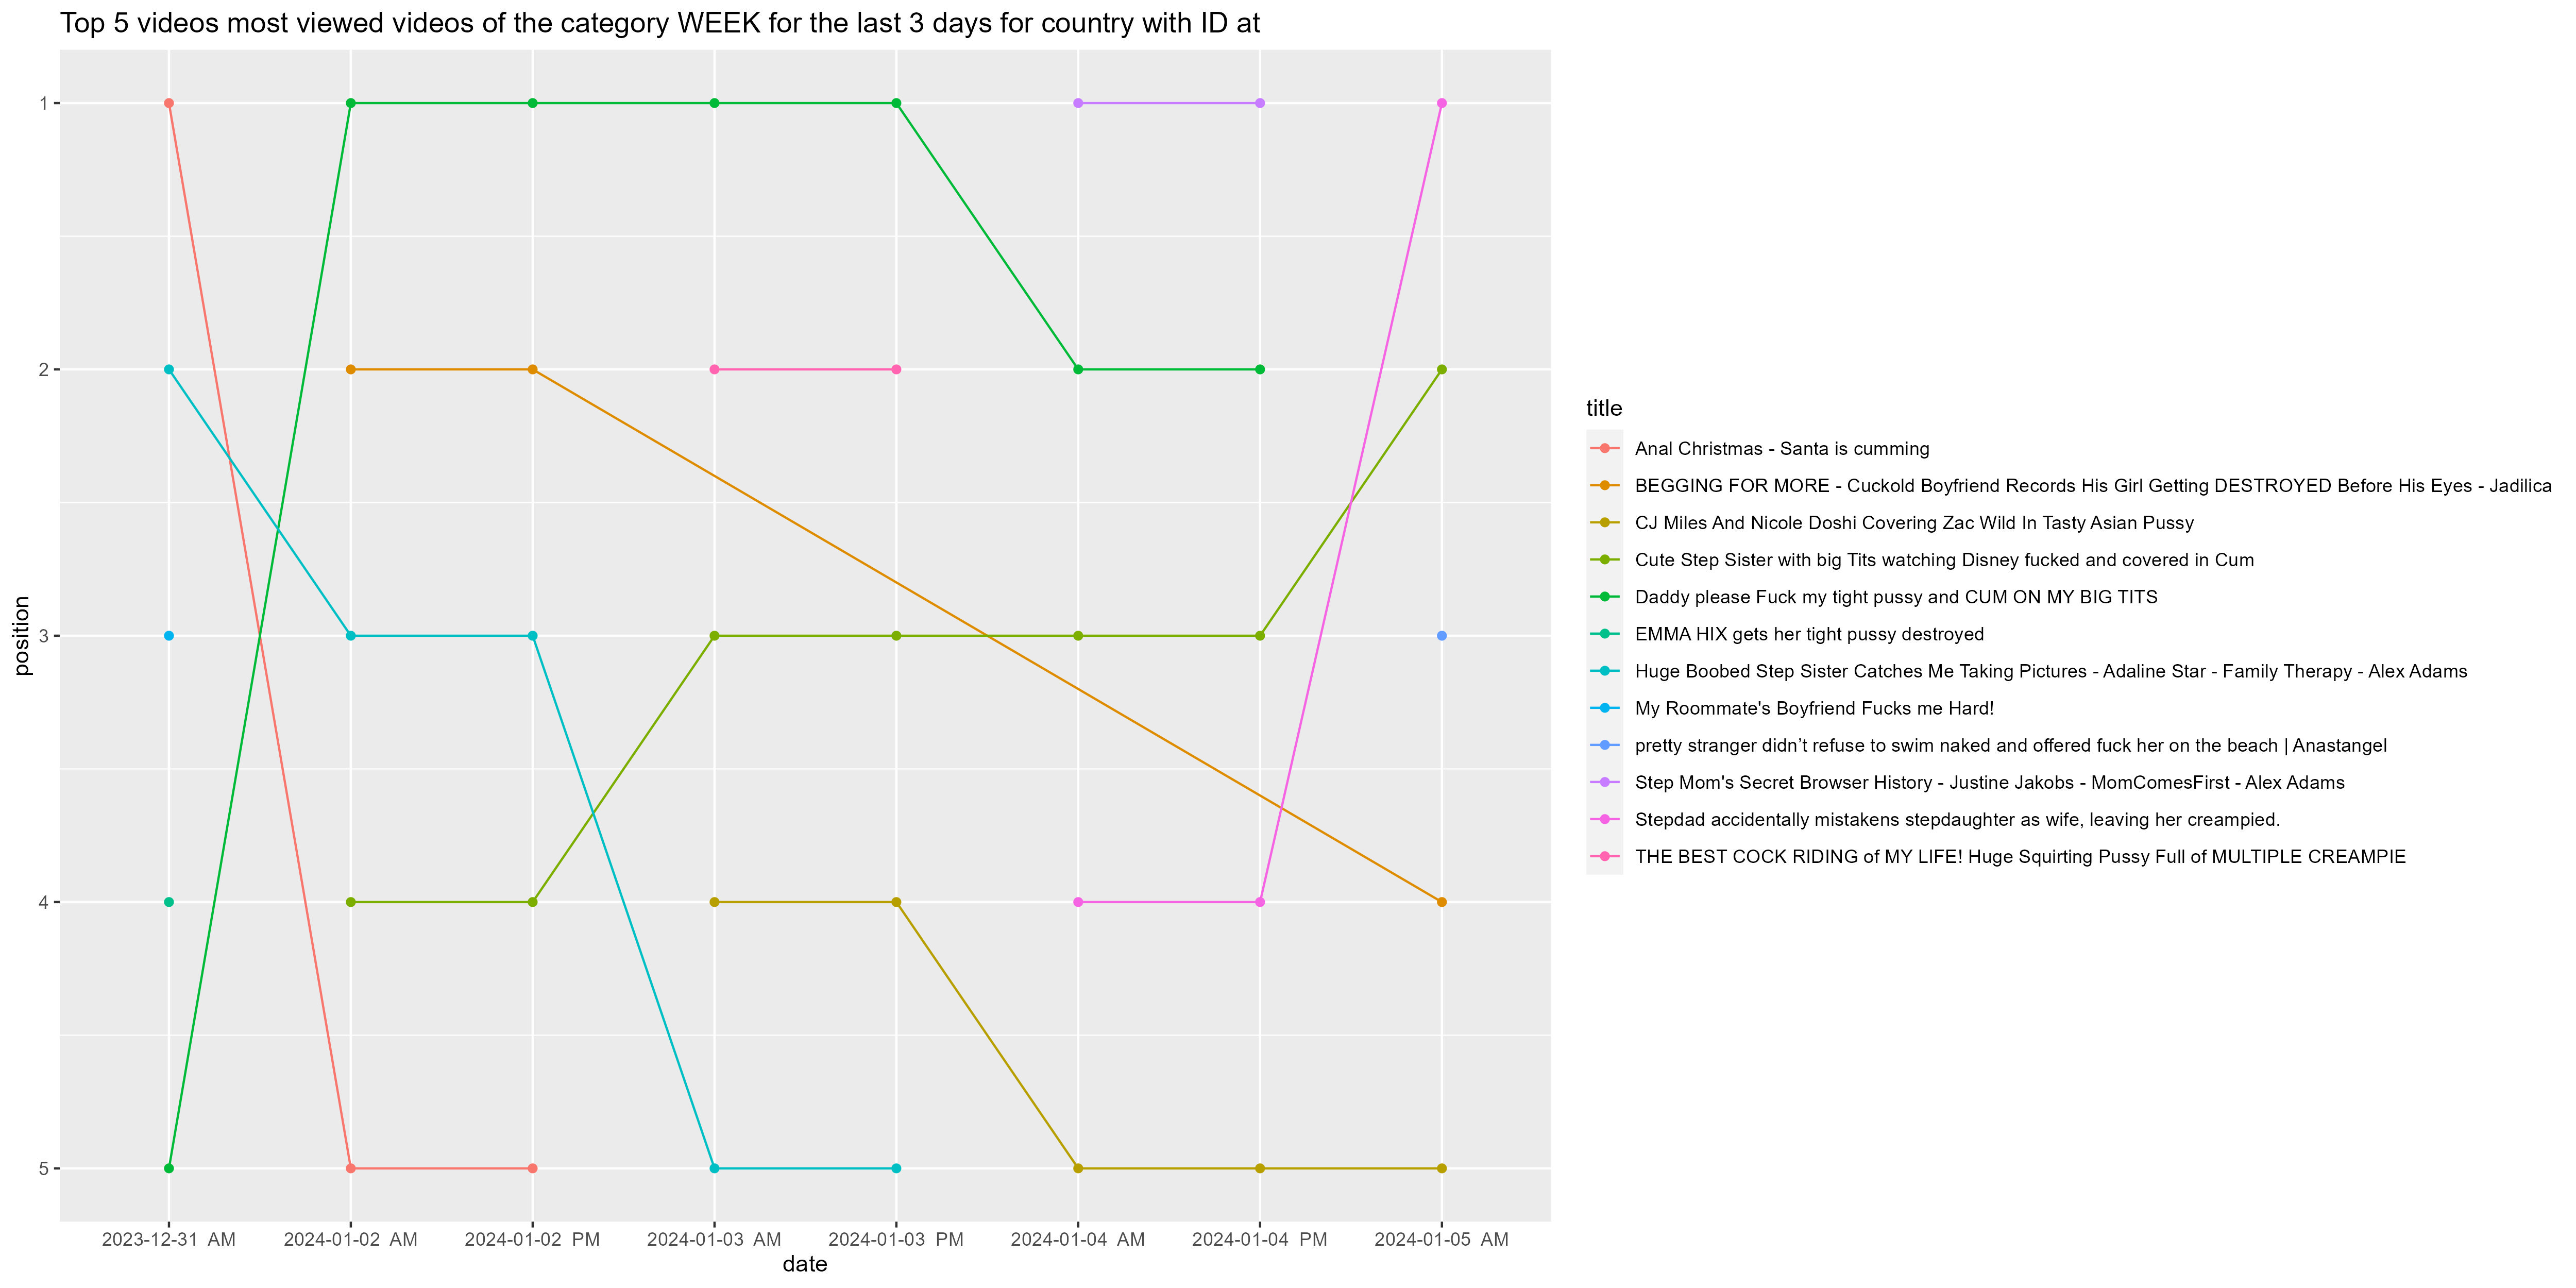 Top 5 videos most viewed videos of the category WEEK for the last 3 days for country with ID at
position
1
2
3
4
5
2023-12-31 AM
2024-01-02 AM
2024-01-02 PM
2024-01-03 AM
2024-01-03 PM
2024-01-04 AM
2024-01-04 PM
2024-01-05 AM
date
title
Anal Christmas - Santa is cumming
BEGGING FOR MORE - Cuckold Boyfriend Records His Girl Getting DESTROYED Before His Eyes - Jadilica
CJ Miles And Nicole Doshi Covering Zac Wild In Tasty Asian Pussy
Cute Step Sister with big Tits watching Disney fucked and covered in Cum
Daddy please Fuck my tight pussy and CUM ON MY BIG TITS
EMMA HIX gets her tight pussy destroyed
Huge Boobed Step Sister Catches Me Taking Pictures - Adaline Star - Family Therapy - Alex Adams
My Roommate's Boyfriend Fucks me Hard!
pretty stranger didn’t refuse to swim naked and offered fuck her on the beach | Anastangel
Step Mom's Secret Browser History - Justine Jakobs - MomComesFirst - Alex Adams
Stepdad accidentally mistakens stepdaughter as wife, leaving her creampied.
THE BEST COCK RIDING of MY LIFE! Huge Squirting Pussy Full of MULTIPLE CREAMPIE